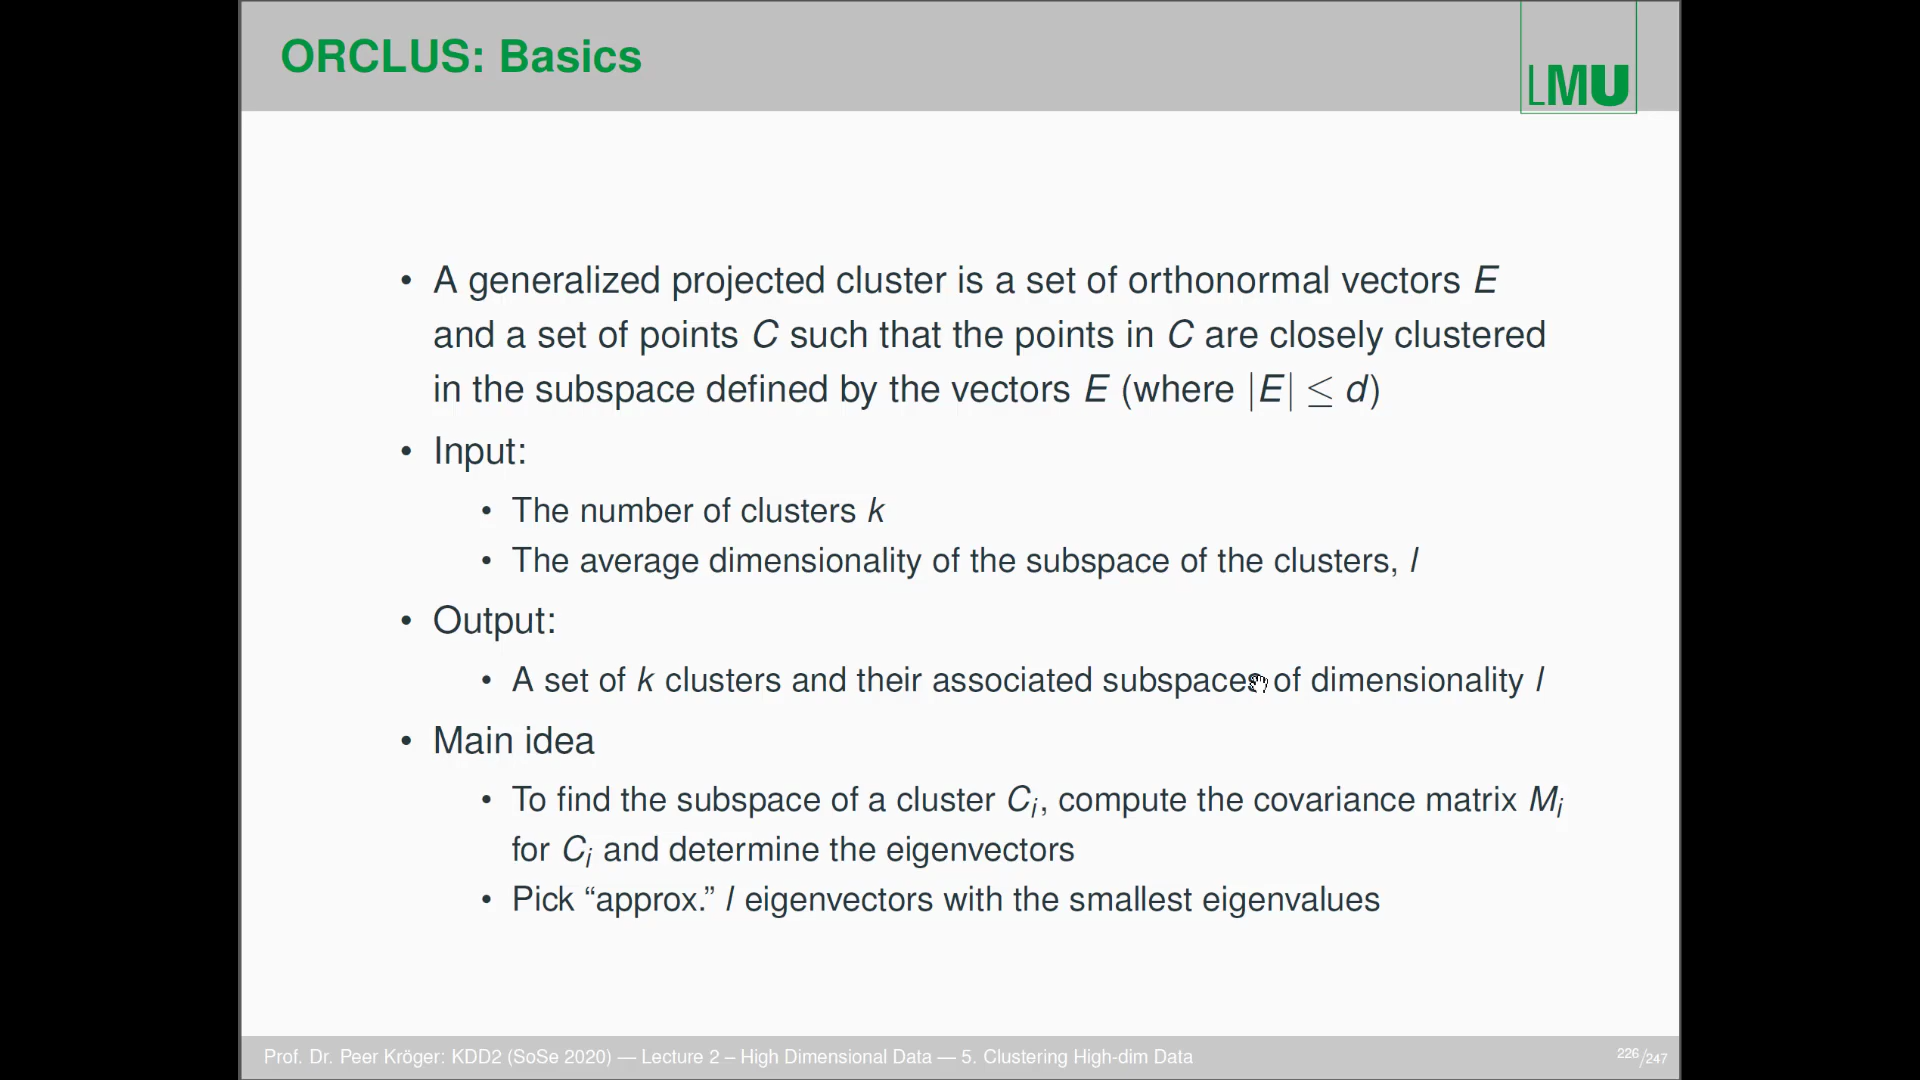 ORCLUS: Basics
LMU
• A generalized projected cluster is a set of orthonormal vectors E
and a set of points C such that the points in C are closely clustered
in the subspace defined by the vectors E (where |E| ≤ d)
• Input:
• The number of clusters k
• The average dimensionality of the subspace of the clusters, l
• Output:
• A set of k clusters and their associated subspaces of dimensionality l
• Main idea
• To find the subspace of a cluster Cᵢ, compute the covariance matrix Mᵢ
for Cᵢ and determine the eigenvectors
• Pick “approx.” l eigenvectors with the smallest eigenvalues
Prof. Dr. Peer Kröger: KDD2 (SoSe 2020) — Lecture 2 – High Dimensional Data — 5. Clustering High-dim Data 226/247